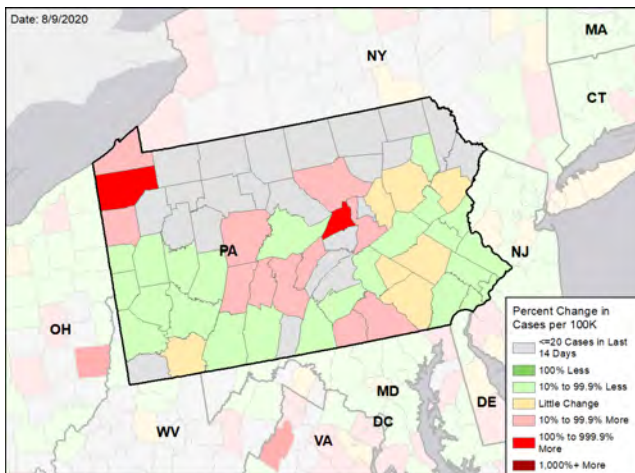 Date: 8/9/2020
MA
NY
CT
PA
NJ
OH
MD
DE
WV
DC
VA
Percent Change in
Cases per 100K
<=20 Cases in Last
14 Days
100% Less
10% to 99.9% Less
Little Change
10% to 99.9% More
100% to 999.9%
More
1,000%+ More